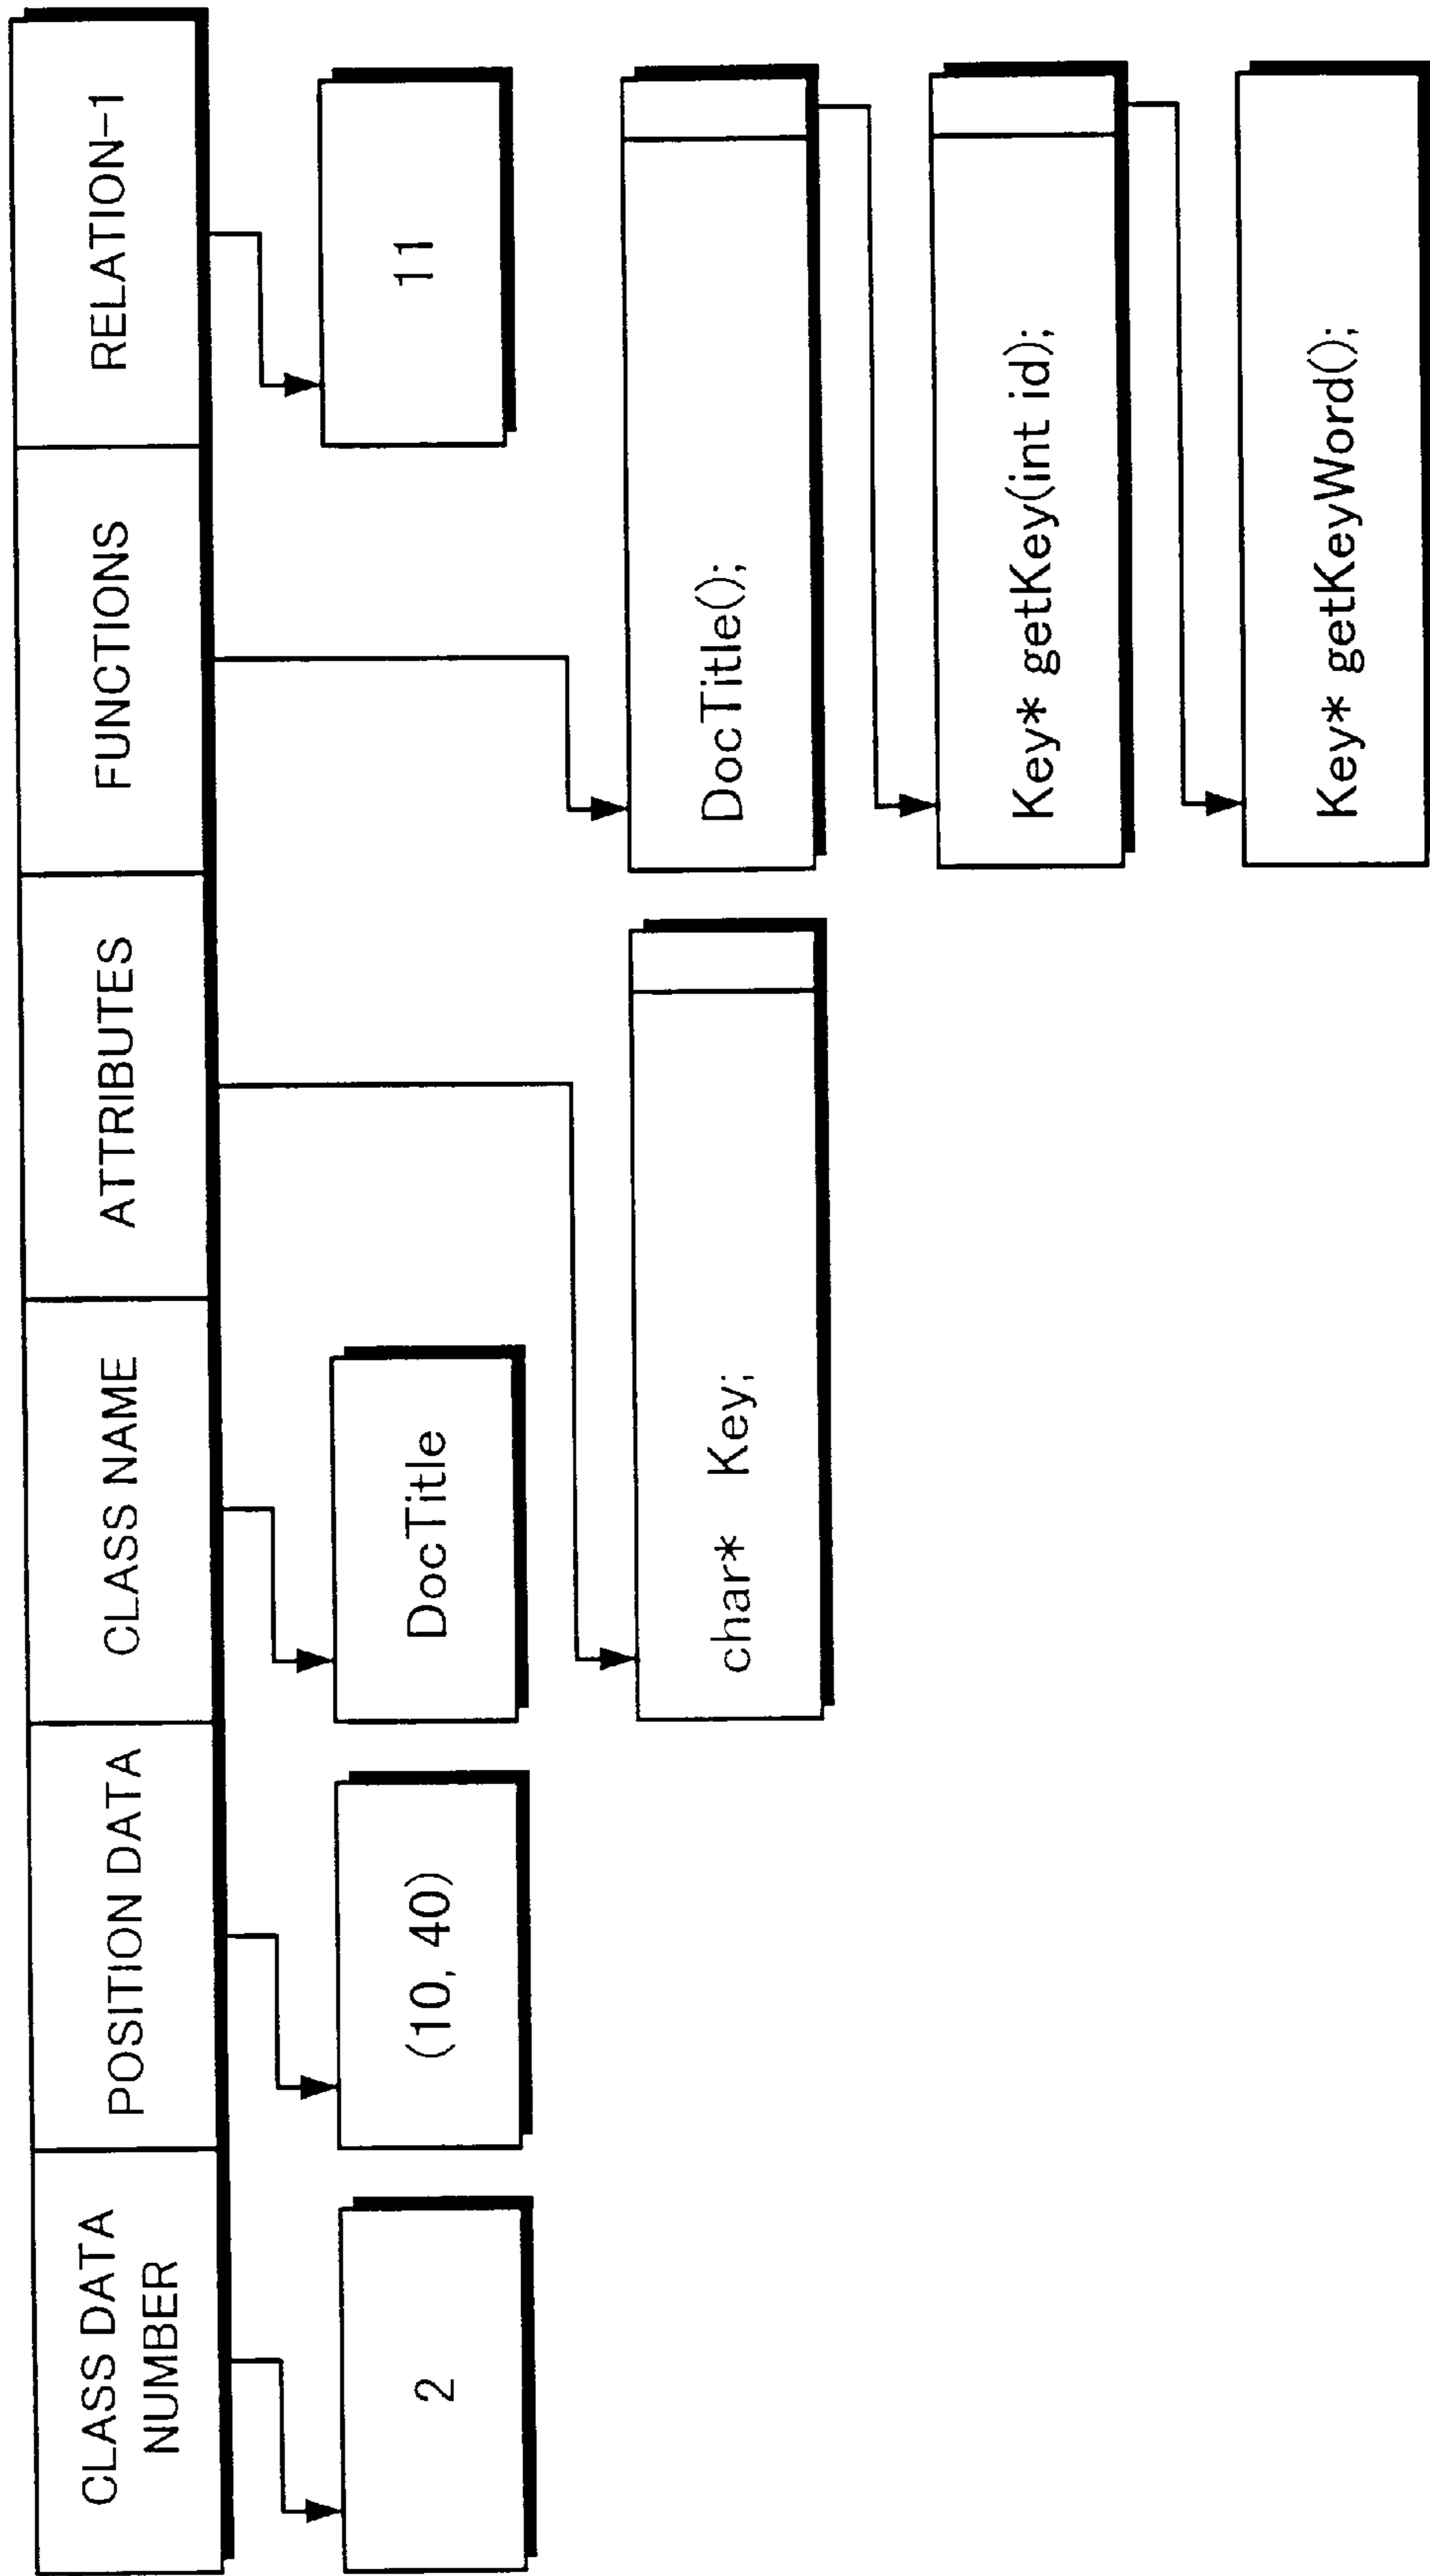 CLASS DATA
NUMBER
POSITION DATA
CLASS NAME
ATTRIBUTES
FUNCTIONS
RELATION-1
2
(10, 40)
DocTitle
11
char* Key;
DocTitle();
Key* getKey(int id);
Key* getKeyWord();